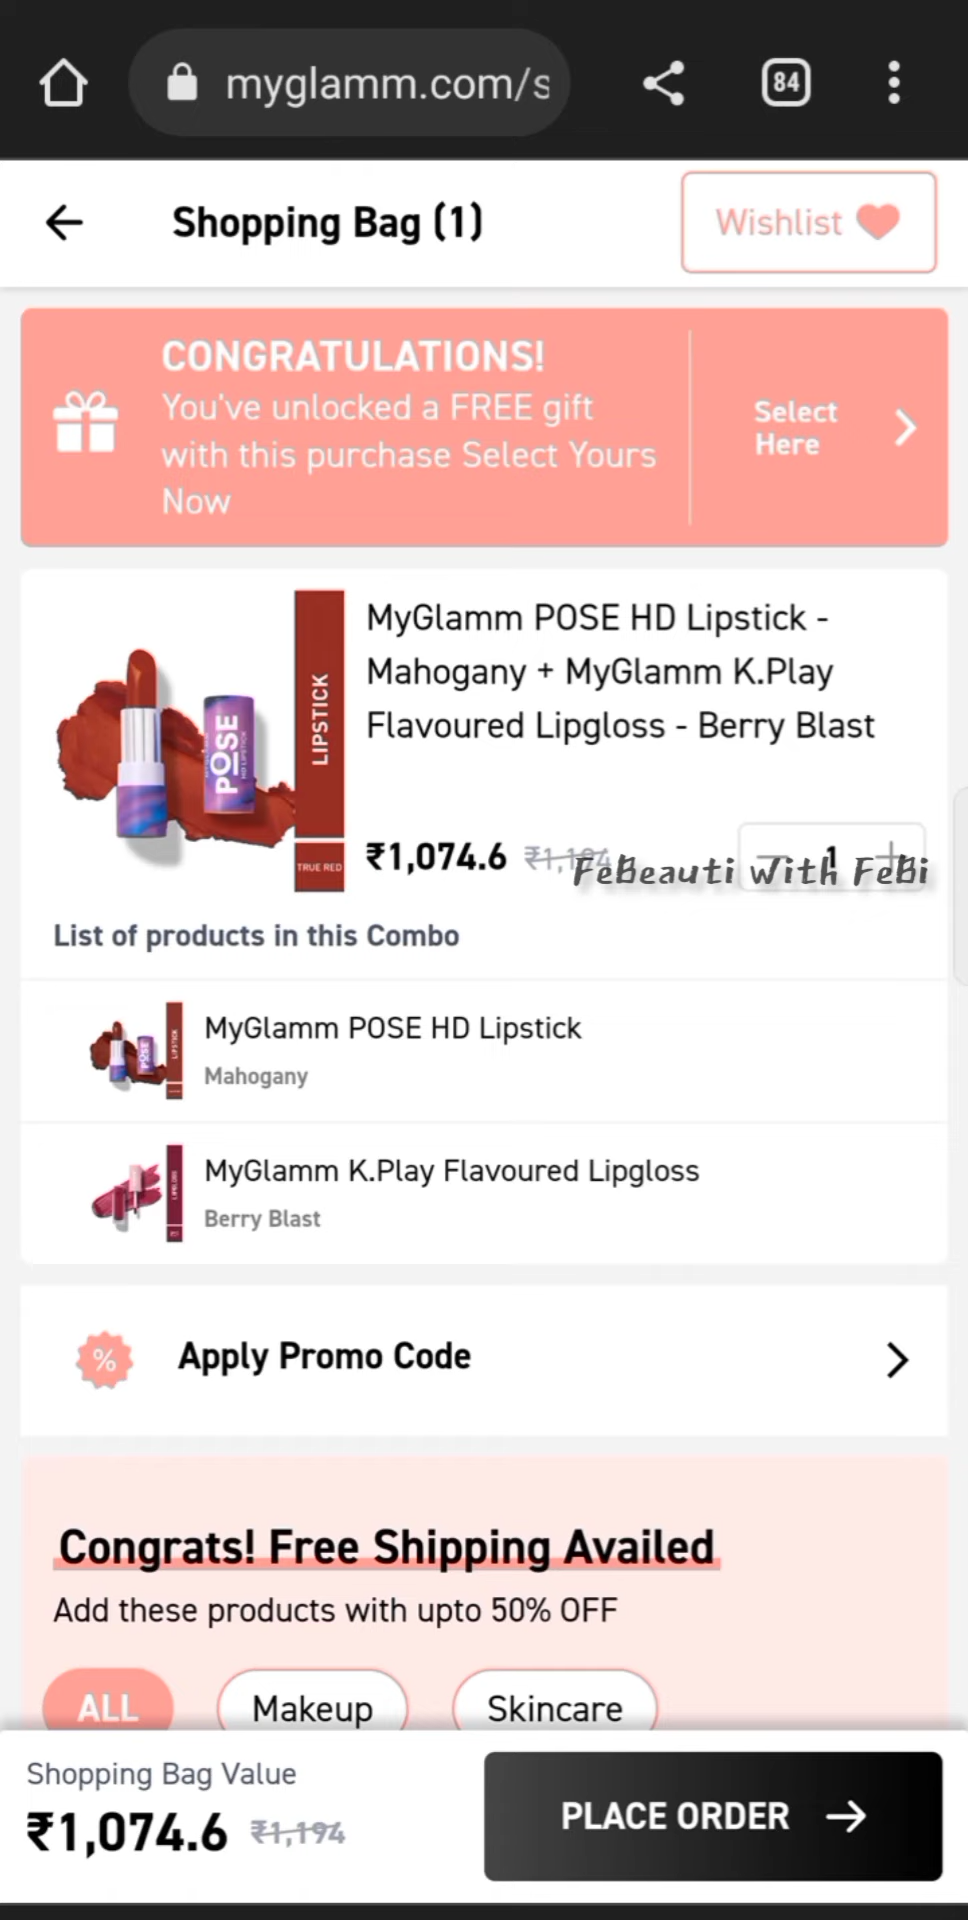 myglamm.com/s
84
Shopping Bag (1)
Wishlist
CONGRATULATIONS!
You've unlocked a FREE gift
with this purchase Select Yours
Now
Select
Here
LIPSTICK
POSE
HD LIPSTICK
TRUE RED
MyGlamm POSE HD Lipstick -
Mahogany + MyGlamm K.Play
Flavoured Lipgloss - Berry Blast
₹1,074.6 ₹1,194
1
FeBeauti With FeBi
List of products in this Combo
POSE
LIPSTICK
MyGlamm POSE HD Lipstick
Mahogany
MyGlamm K.Play Flavoured Lipgloss
Berry Blast
%
Apply Promo Code
Congrats! Free Shipping Availed
Add these products with upto 50% OFF
ALL
Makeup
Skincare
Shopping Bag Value
₹1,074.6 ₹1,194
PLACE ORDER